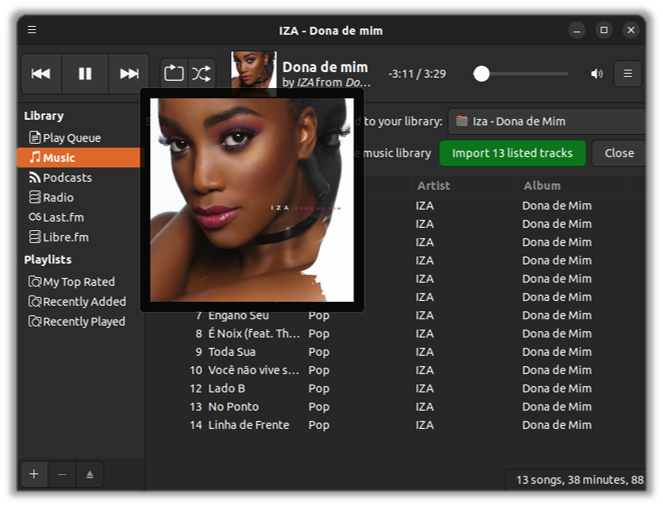 IZA - Dona de mim
Dona de mim
by IZA from Do...
-3:11 / 3:29
Library
Play Queue
Music
Podcasts
Radio
Last.fm
Libre.fm
Playlists
My Top Rated
Recently Added
Recently Played
to your library:
Iza - Dona de Mim
music library
Import 13 listed tracks
Close
IZA DONA DE MIM
Artist Album
IZA Dona de Mim
IZA Dona de Mim
IZA Dona de Mim
IZA Dona de Mim
IZA Dona de Mim
IZA Dona de Mim
7 Engano Seu Pop IZA Dona de Mim
8 É Noix (feat. Th... Pop IZA Dona de Mim
9 Toda Sua Pop IZA Dona de Mim
10 Você não vive s... Pop IZA Dona de Mim
12 Lado B Pop IZA Dona de Mim
13 No Ponto Pop IZA Dona de Mim
14 Linha de Frente Pop IZA Dona de Mim
13 songs, 38 minutes, 88